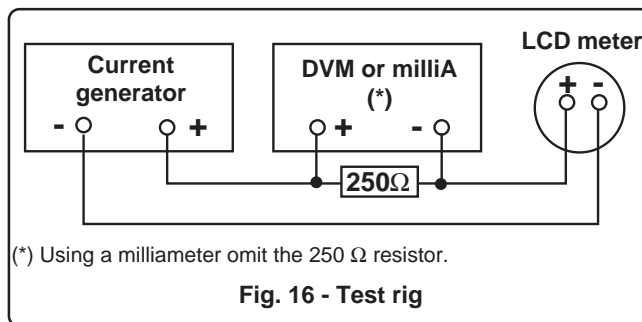 LCD meter
Current
generator
- +
DVM or milliA
(*)
+ -
+ -
250Ω
(*) Using a milliameter omit the 250 Ω resistor.
Fig. 16 - Test rig